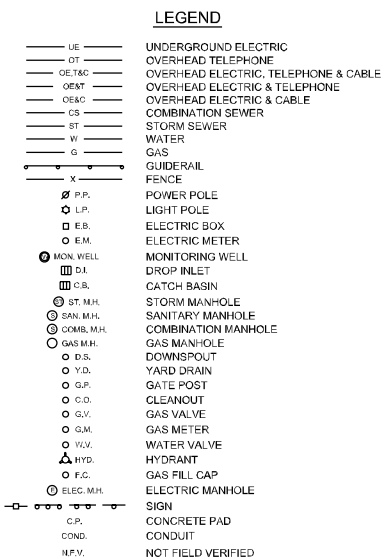 LEGEND
UE UNDERGROUND ELECTRIC
OT OVERHEAD TELEPHONE
OE,T&C OVERHEAD ELECTRIC, TELEPHONE & CABLE
OE&T OVERHEAD ELECTRIC & TELEPHONE
OE&C OVERHEAD ELECTRIC & CABLE
CS COMBINATION SEWER
ST STORM SEWER
W WATER
G GAS
GUIDERAIL
X FENCE
P.P. POWER POLE
L.P. LIGHT POLE
E.B. ELECTRIC BOX
E.M. ELECTRIC METER
MON. WELL MONITORING WELL
D.I. DROP INLET
C.B. CATCH BASIN
ST ST. M.H. STORM MANHOLE
S SAN. M.H. SANITARY MANHOLE
S COMB. M.H. COMBINATION MANHOLE
GAS M.H. GAS MANHOLE
D.S. DOWNSPOUT
Y.D. YARD DRAIN
G.P. GATE POST
C.O. CLEANOUT
G.V. GAS VALVE
G.M. GAS METER
W.V. WATER VALVE
HYD. HYDRANT
F.C. GAS FILL CAP
E ELEC. M.H. ELECTRIC MANHOLE
SIGN
C.P. CONCRETE PAD
COND. CONDUIT
N.F.V. NOT FIELD VERIFIED